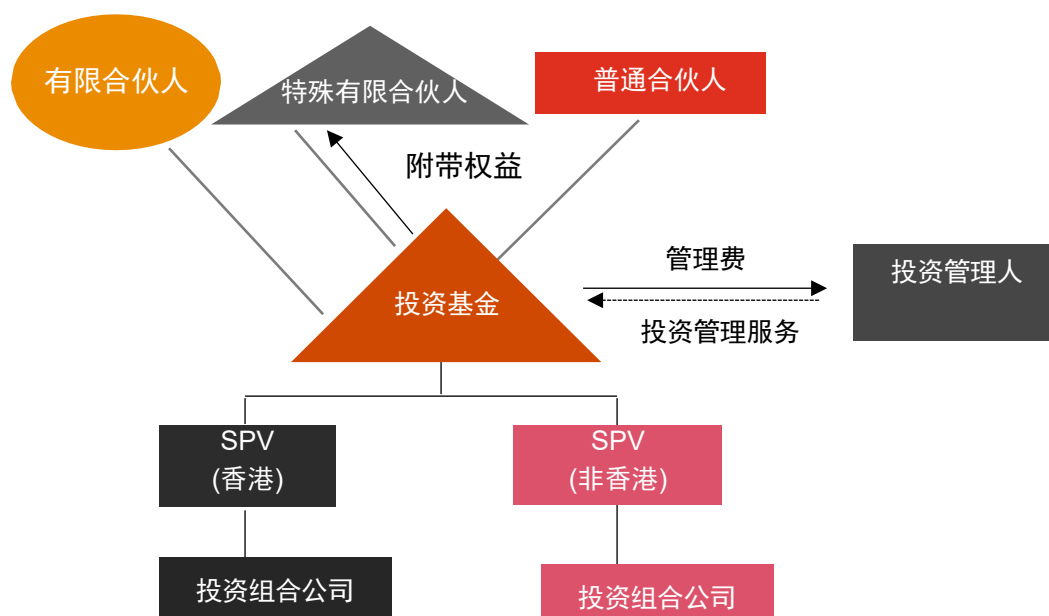 有限合伙人
特殊有限合伙人
普通合伙人
附带权益
管理费
投资管理人
投资基金
投资管理服务
SPV
(香港)
SPV
(非香港)
投资组合公司
投资组合公司